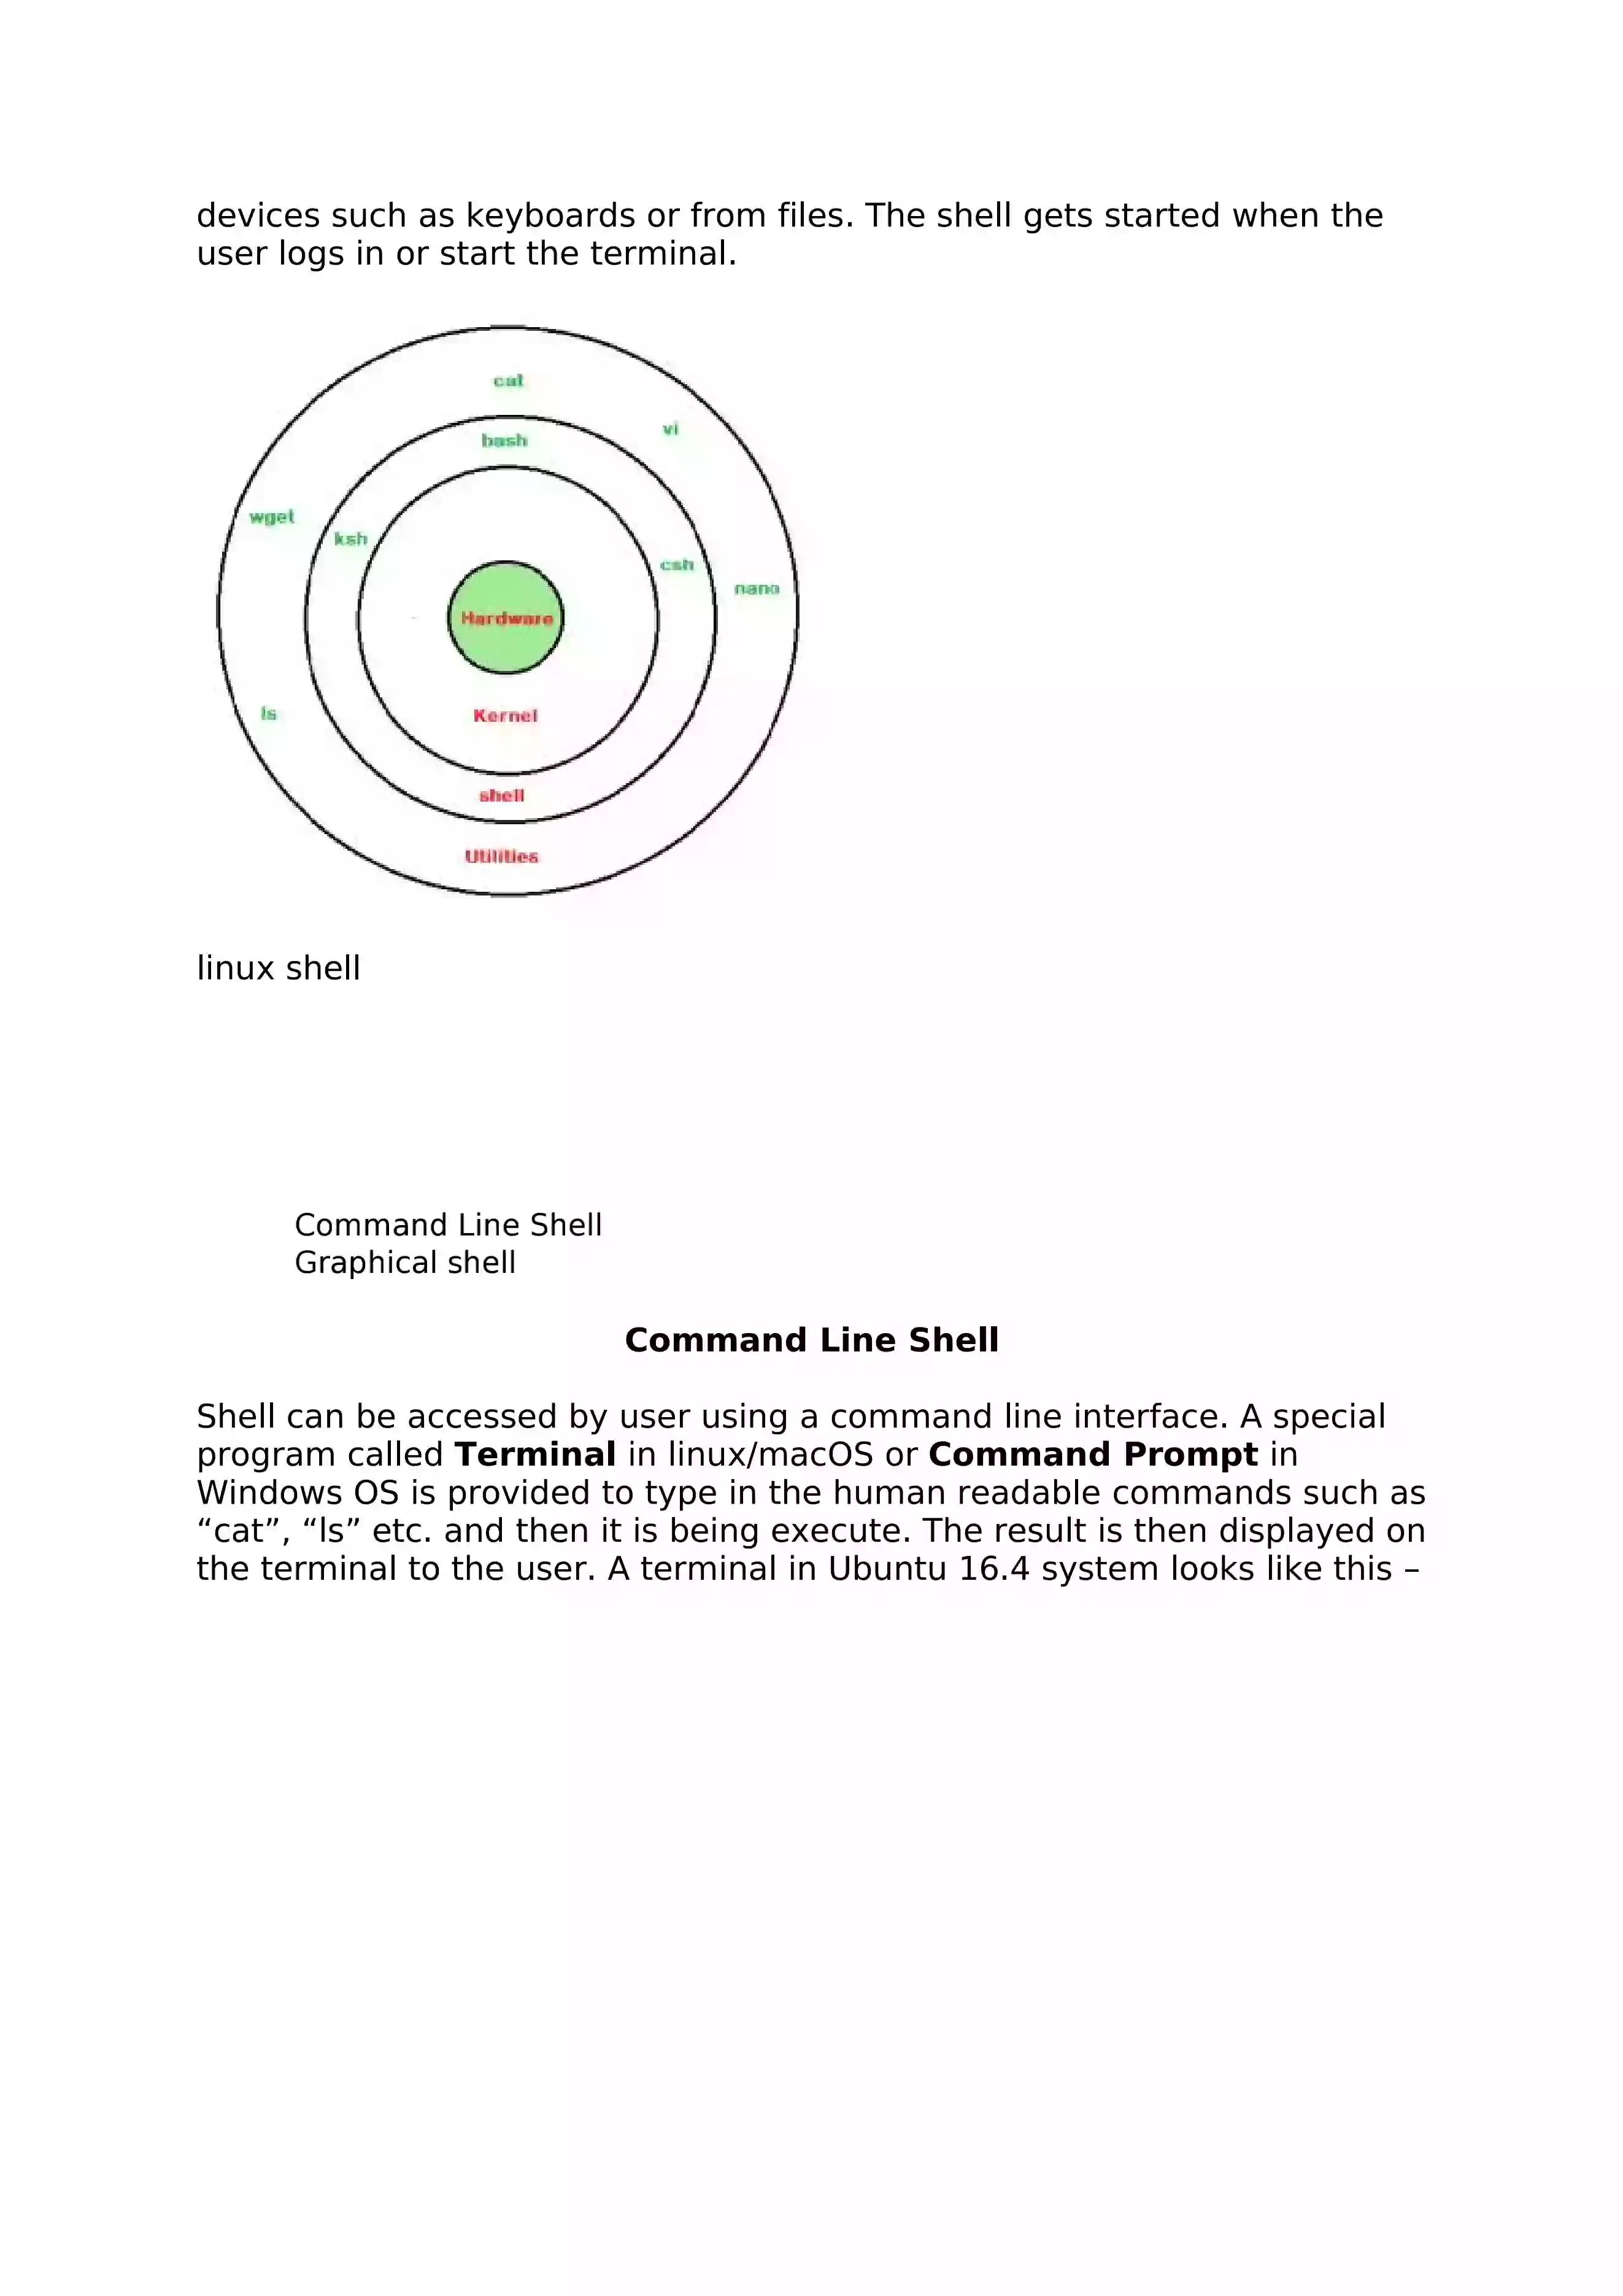 devices such as keyboards or from files. The shell gets started when the
user logs in or start the terminal.
cat
vi
bash
wget
ksh
csh
nano
Hardware
ls
Kernel
shell
Utilities
linux shell
Command Line Shell
Graphical shell
Command Line Shell
Shell can be accessed by user using a command line interface. A special
program called Terminal in linux/macOS or Command Prompt in
Windows OS is provided to type in the human readable commands such as
“cat”, “ls” etc. and then it is being execute. The result is then displayed on
the terminal to the user. A terminal in Ubuntu 16.4 system looks like this –